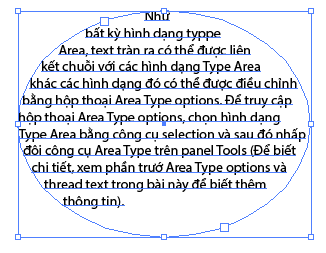 Như
bất kỳ hình dạng typpe
Area, text tràn ra có thể được liên
kết chuỗi với các hình dạng Type Area
khác các hình dạng đó có thể được điều chỉnh
bằng hộp thoại Area Type options. Để truy cập
hộp thoại Area Type options, chọn hình dạng
Type Area bằng công cụ selection và sau đó nhấp
đôi công cụ Area Type trên panel Tools (Để biết
chi tiết, xem phần trướ Area Type options và
thread text trong bài này để biết thêm
thông tin).